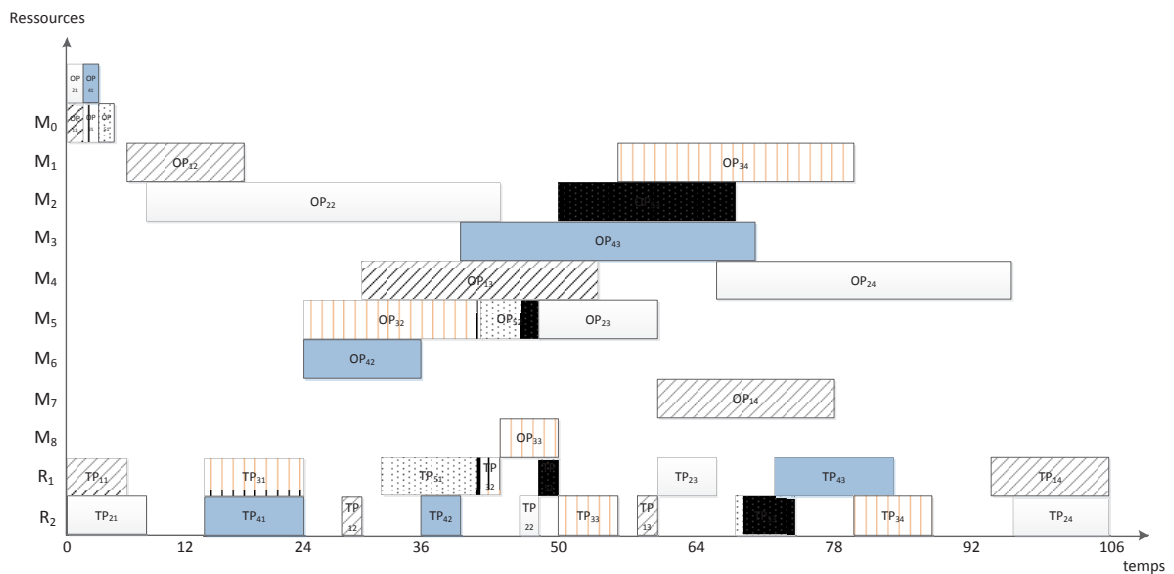 Ressources
OP OP
21 41
OP OP OP
M0
M1 OP12 OP34
M2 OP22
M3 OP43
M4 OP13 OP24
M5 OP32 OP5 OP23
M6 OP42
M7 OP14
M8 OP33
R1 TP11 TP31 TP51 TP 32 TP23 TP43 TP14
R2 TP21 TP41 TP 12 TP42 TP 22 TP33 TP 13 TP34 TP24
0 12 24 36 50 64 78 92 106
temps